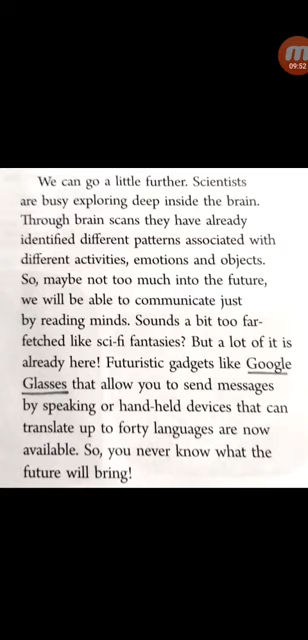 09:52
We can go a little further. Scientists
are busy exploring deep inside the brain.
Through brain scans they have already
identified different patterns associated with
different activities, emotions and objects.
So, maybe not too much into the future,
we will be able to communicate just
by reading minds. Sounds a bit too far-
fetched like sci-fi fantasies? But a lot of it is
already here! Futuristic gadgets like Google
Glasses that allow you to send messages
by speaking or hand-held devices that can
translate up to forty languages are now
available. So, you never know what the
future will bring!